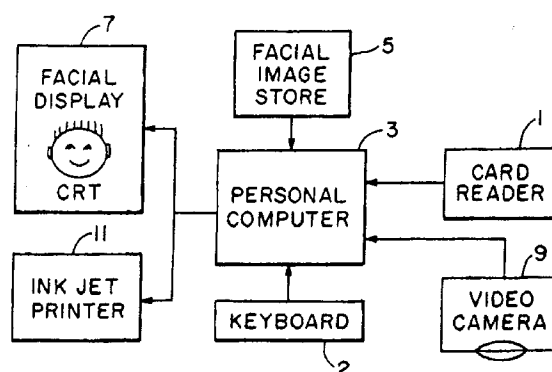 7
FACIAL
DISPLAY
CRT
FACIAL
IMAGE
STORE
5
3
PERSONAL
COMPUTER
1
CARD
READER
11
INK JET
PRINTER
KEYBOARD
2
9
VIDEO
CAMERA